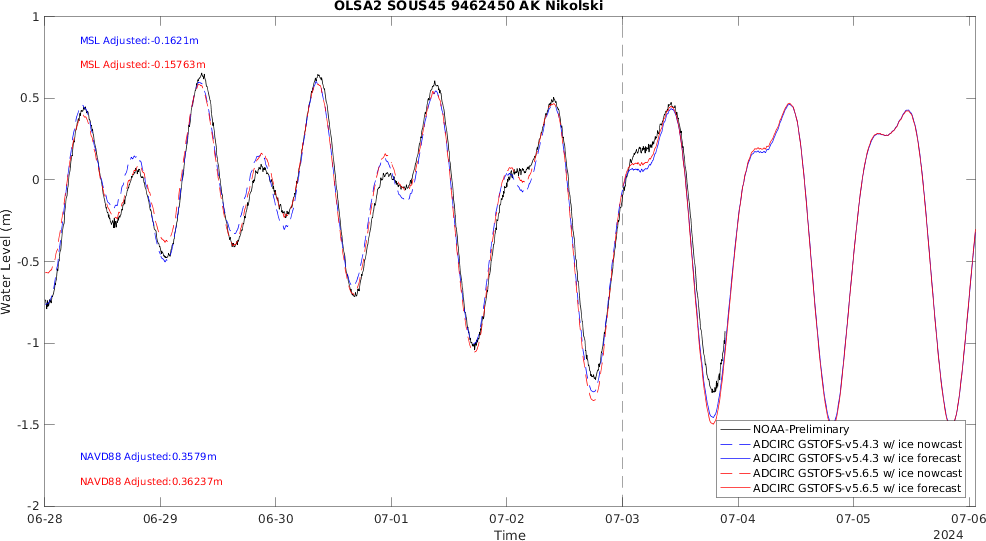 OLSA2 SOUS45 9462450 AK Nikolski
MSL Adjusted:-0.1621m
MSL Adjusted:-0.15763m
NAVD88 Adjusted:0.3579m
NAVD88 Adjusted:0.36237m
Water Level (m)
1
0.5
0
-0.5
-1
-1.5
-2
NOAA-Preliminary
ADCIRC GSTOFS-v5.4.3 w/ ice nowcast
ADCIRC GSTOFS-v5.4.3 w/ ice forecast
ADCIRC GSTOFS-v5.6.5 w/ ice nowcast
ADCIRC GSTOFS-v5.6.5 w/ ice forecast
06-28 06-29 06-30 07-01 07-02 07-03 07-04 07-05 07-06
Time
2024